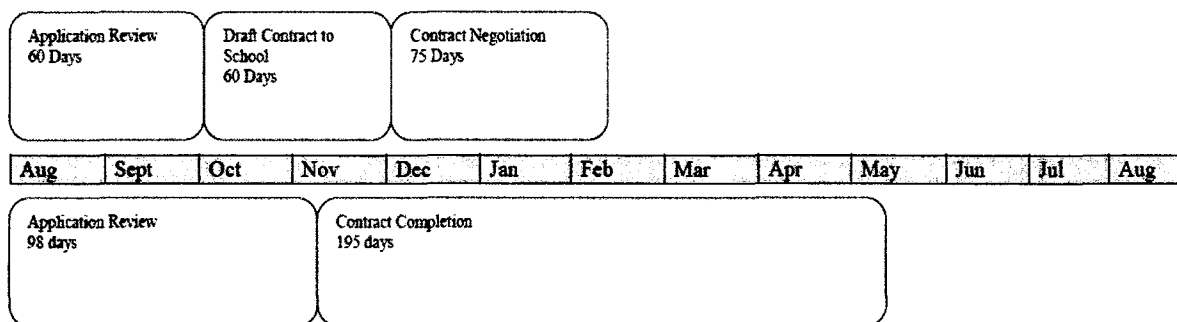 Application Review
60 Days
Draft Contract to
School
60 Days
Contract Negotiation
75 Days
Aug Sept Oct Nov Dec Jan Feb Mar Apr May Jun Jul Aug
Application Review
98 days
Contract Completion
195 days